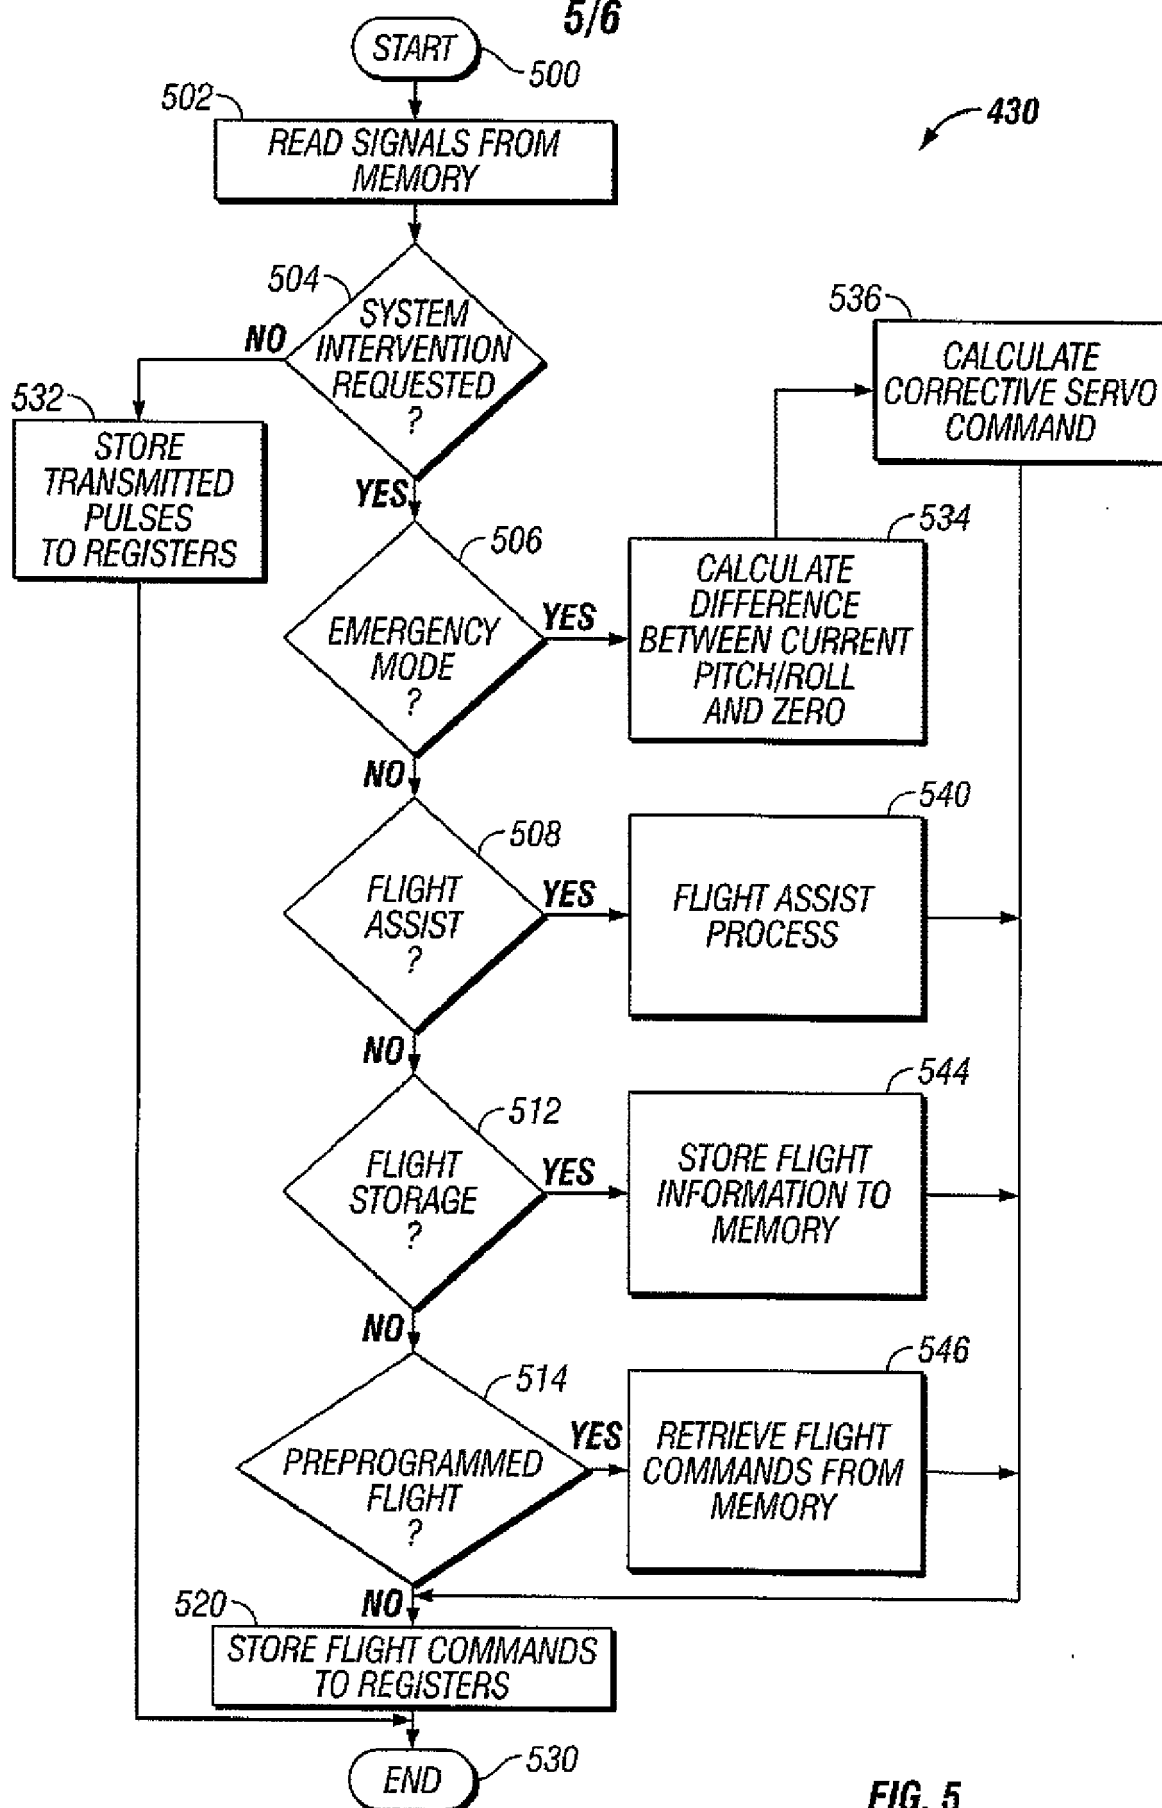 5/6
START
500
502
READ SIGNALS FROM
MEMORY
430
504
SYSTEM
INTERVENTION
REQUESTED
?
NO
YES
532
STORE
TRANSMITTED
PULSES
TO REGISTERS
536
CALCULATE
CORRECTIVE SERVO
COMMAND
506
EMERGENCY
MODE
?
YES
NO
534
CALCULATE
DIFFERENCE
BETWEEN CURRENT
PITCH/ROLL
AND ZERO
508
FLIGHT
ASSIST
?
YES
NO
540
FLIGHT ASSIST
PROCESS
512
FLIGHT
STORAGE
?
YES
NO
544
STORE FLIGHT
INFORMATION TO
MEMORY
514
PREPROGRAMMED
FLIGHT
?
YES
NO
546
RETRIEVE FLIGHT
COMMANDS FROM
MEMORY
520
STORE FLIGHT COMMANDS
TO REGISTERS
END
530
FIG. 5